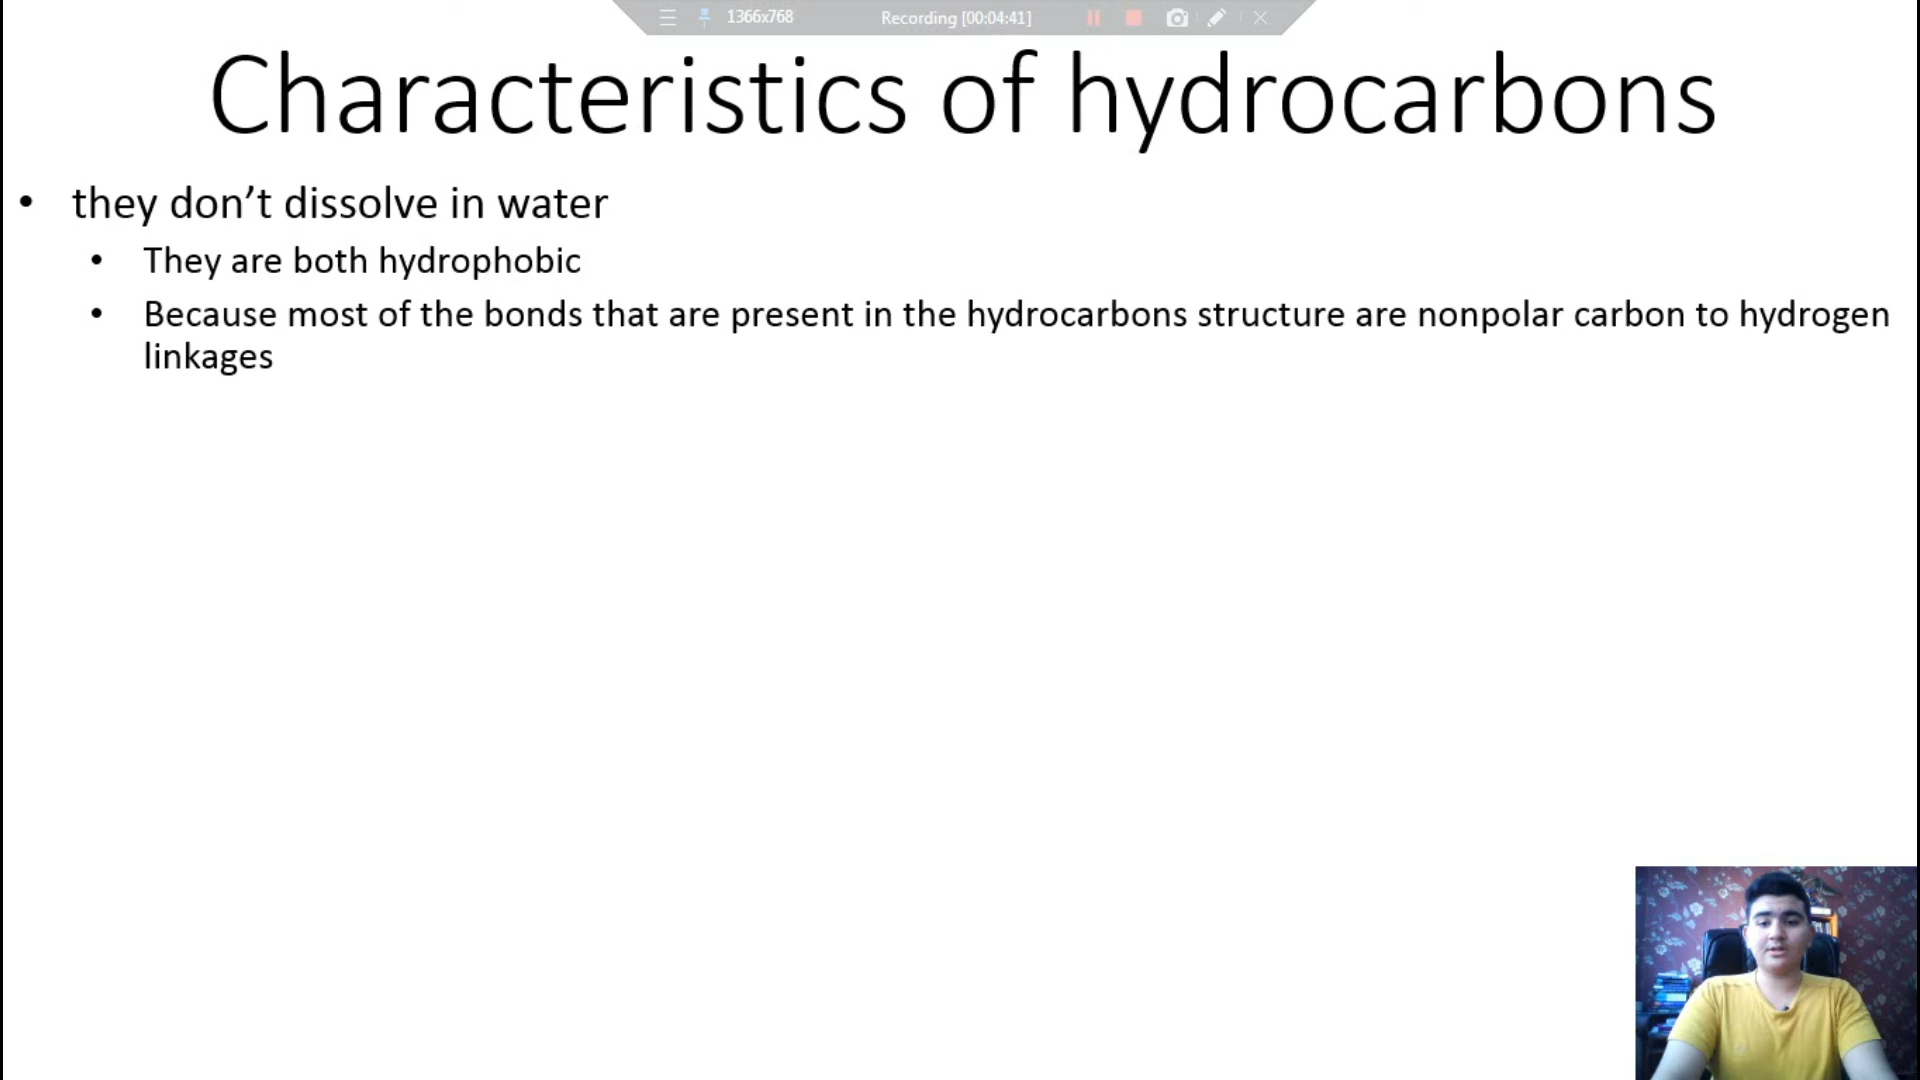 1366x768 Recording [00:04:41]
Characteristics of hydrocarbons
• they don’t dissolve in water
• They are both hydrophobic
• Because most of the bonds that are present in the hydrocarbons structure are nonpolar carbon to hydrogen
linkages